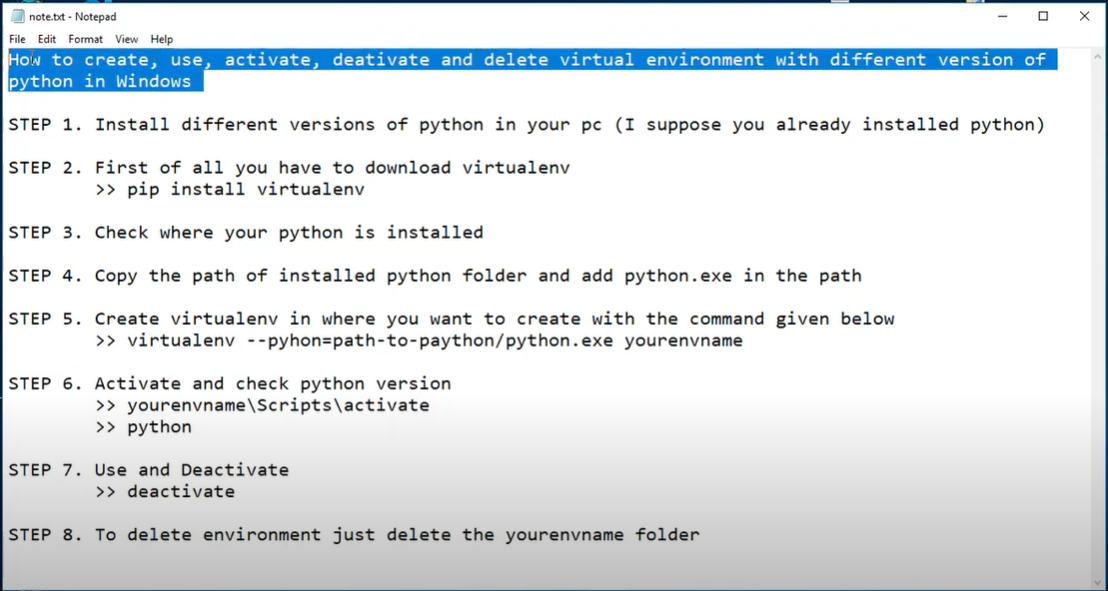 note.txt - Notepad
File Edit Format View Help
How to create, use, activate, deativate and delete virtual environment with different version of
python in Windows
STEP 1. Install different versions of python in your pc (I suppose you already installed python)
STEP 2. First of all you have to download virtualenv
>> pip install virtualenv
STEP 3. Check where your python is installed
STEP 4. Copy the path of installed python folder and add python.exe in the path
STEP 5. Create virtualenv in where you want to create with the command given below
>> virtualenv --pyhon=path-to-paython/python.exe yourenvname
STEP 6. Activate and check python version
>> yourenvname\Scripts\activate
>> python
STEP 7. Use and Deactivate
>> deactivate
STEP 8. To delete environment just delete the yourenvname folder